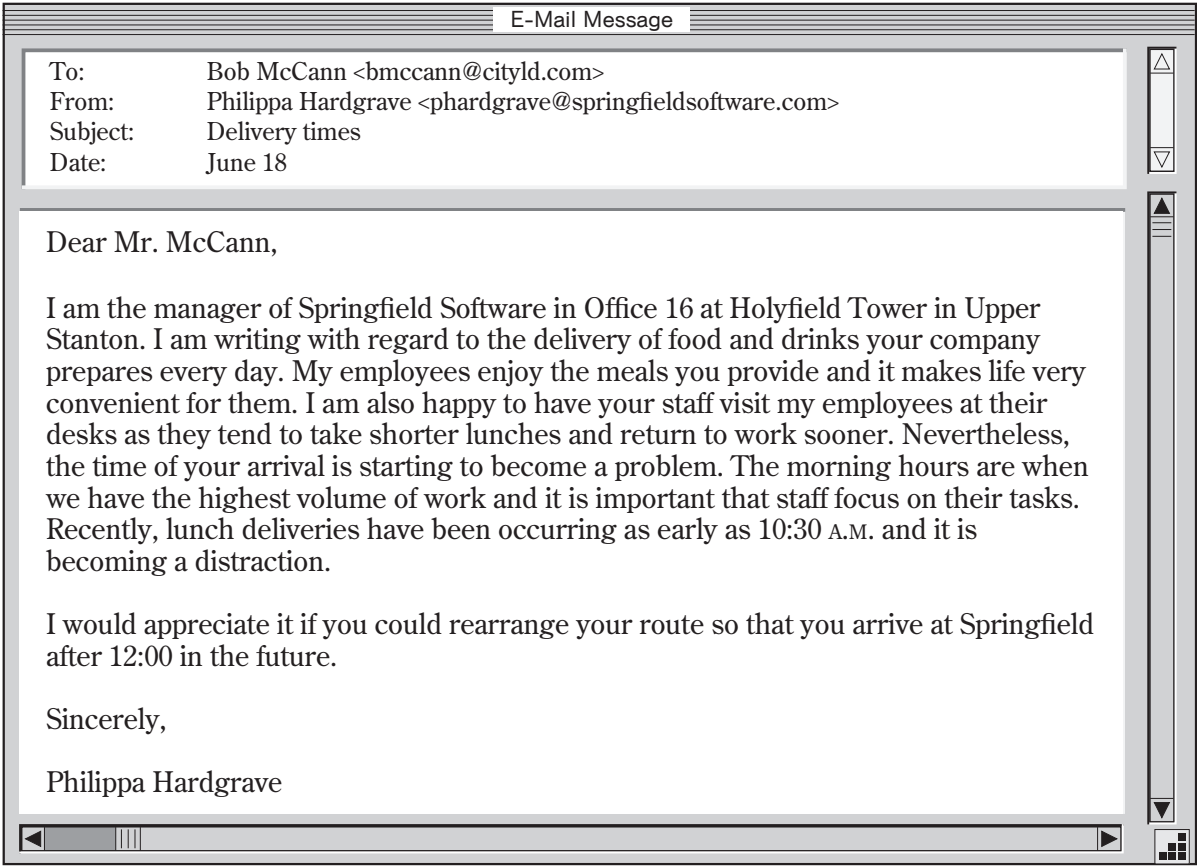 E-Mail Message
To: Bob McCann <bmccann@cityld.com>
From: Philippa Hardgrave <phardgrave@springfieldsoftware.com>
Subject: Delivery times
Date: June 18
Dear Mr. McCann,
I am the manager of Springfield Software in Office 16 at Holyfield Tower in Upper
Stanton. I am writing with regard to the delivery of food and drinks your company
prepares every day. My employees enjoy the meals you provide and it makes life very
convenient for them. I am also happy to have your staff visit my employees at their
desks as they tend to take shorter lunches and return to work sooner. Nevertheless,
the time of your arrival is starting to become a problem. The morning hours are when
we have the highest volume of work and it is important that staff focus on their tasks.
Recently, lunch deliveries have been occurring as early as 10:30 A.M. and it is
becoming a distraction.
I would appreciate it if you could rearrange your route so that you arrive at Springfield
after 12:00 in the future.
Sincerely,
Philippa Hardgrave